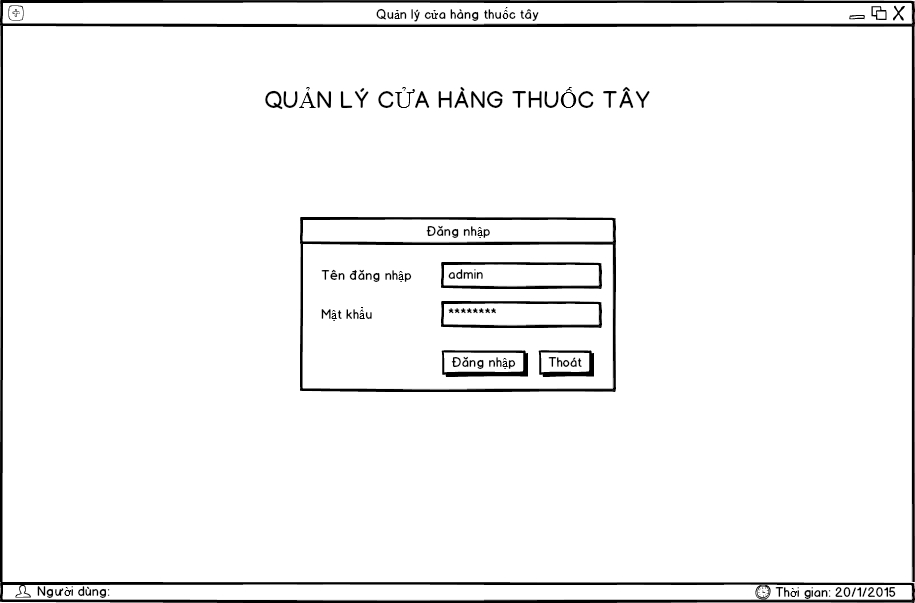 Quản lý cửa hàng thuốc tây
QUẢN LÝ CỬA HÀNG THUỐC TÂY
Đăng nhập
Tên đăng nhập admin
Mật khẩu ********
Đăng nhập Thoát
Người dùng: Thời gian: 20/1/2015